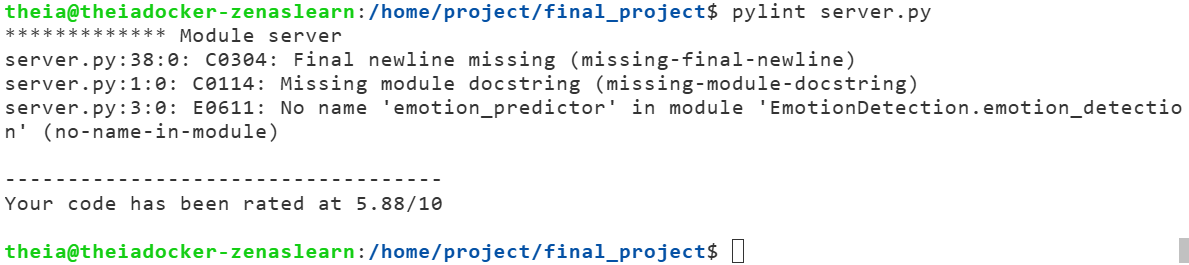 theia@theiadocker-zenaslearn:/home/project/final_project$ pylint server.py
************* Module server
server.py:38:0: C0304: Final newline missing (missing-final-newline)
server.py:1:0: C0114: Missing module docstring (missing-module-docstring)
server.py:3:0: E0611: No name 'emotion_predictor' in module 'EmotionDetection.emotion_detectio
n' (no-name-in-module)
-----------------------------------
Your code has been rated at 5.88/10
theia@theiadocker-zenaslearn:/home/project/final_project$